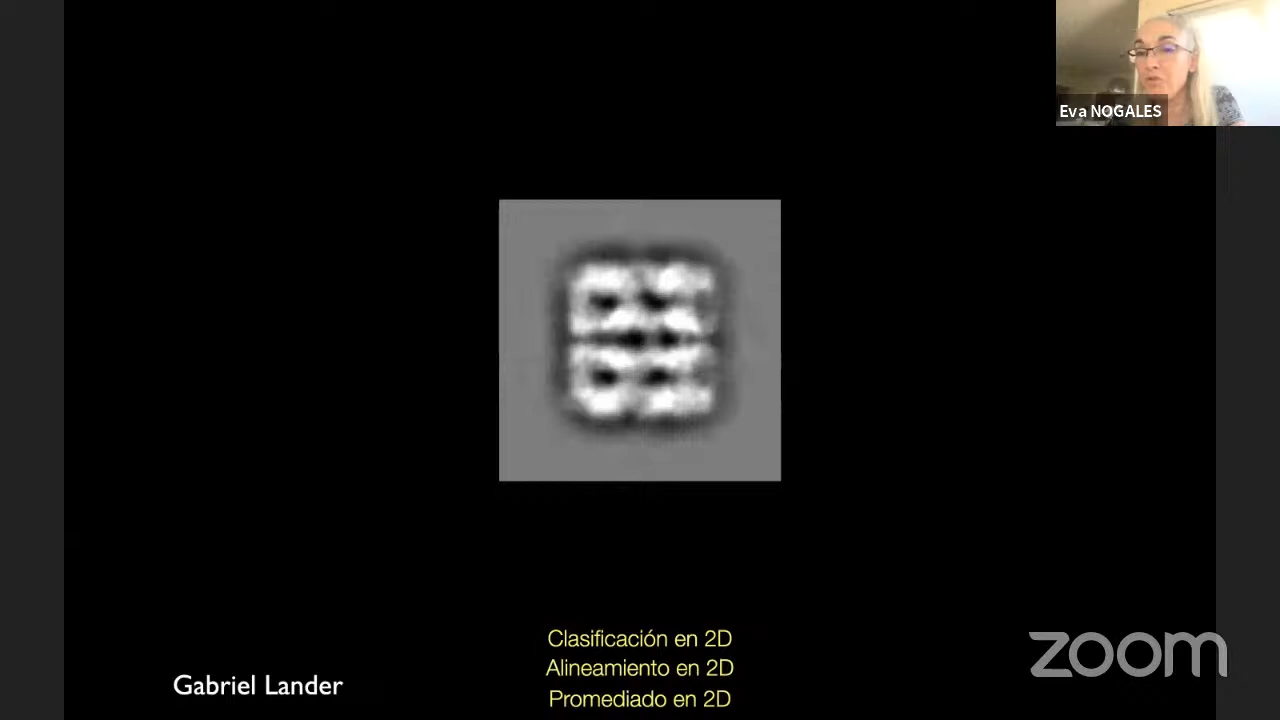 Eva NOGALES
Clasificación en 2D
Alineamiento en 2D
Promediado en 2D
Gabriel Lander
zoom